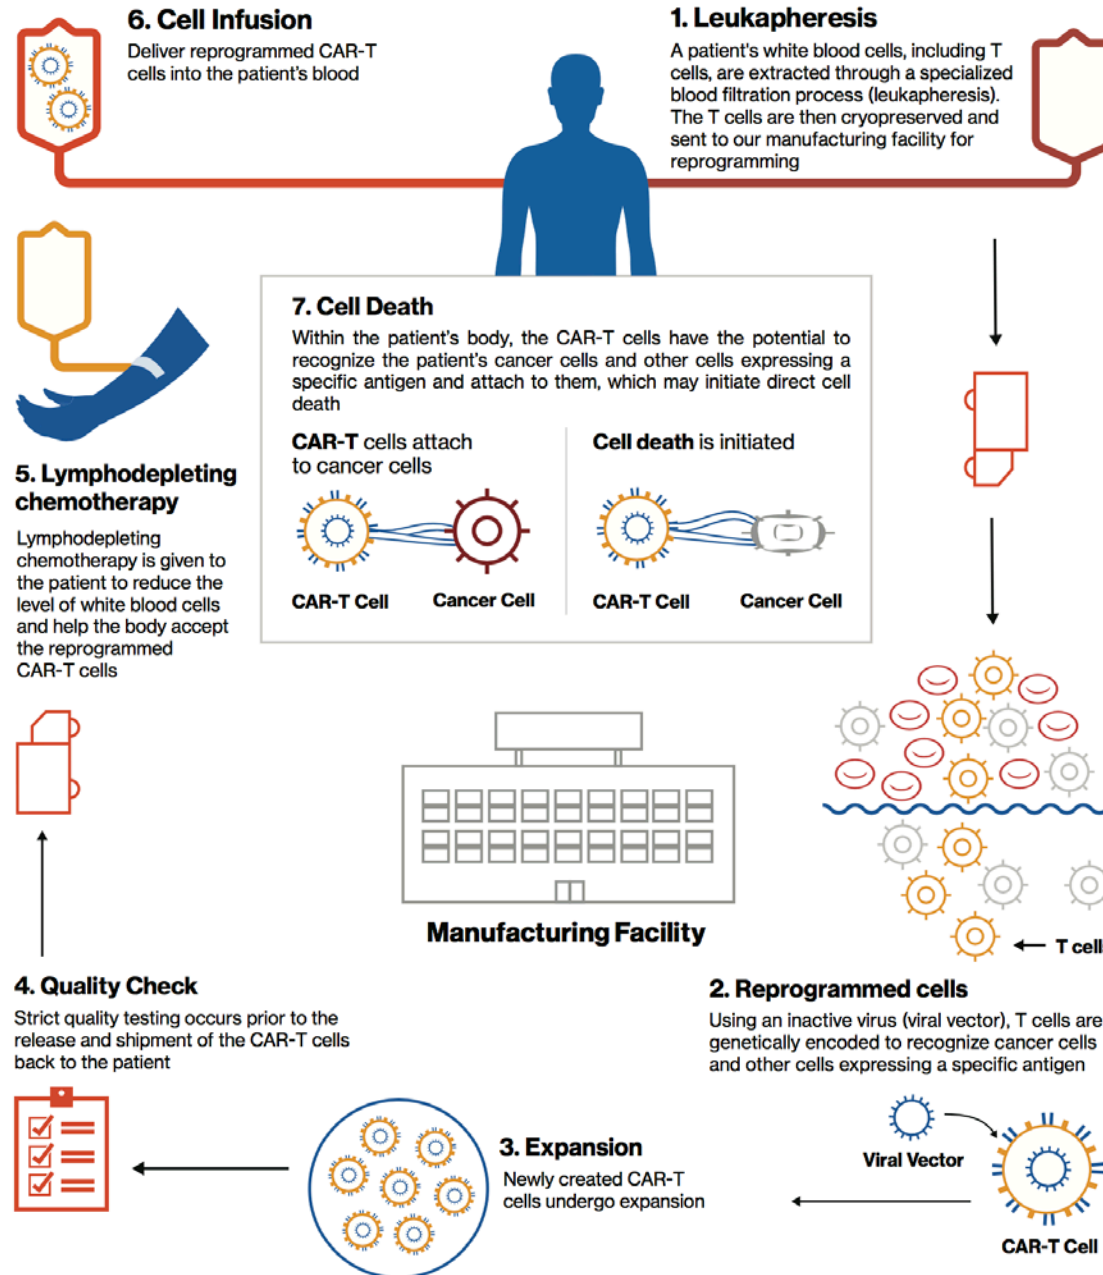 6. Cell Infusion
Deliver reprogrammed CAR-T
cells into the patient's blood
1. Leukapheresis
A patient's white blood cells, including T
cells, are extracted through a specialized
blood filtration process (leukapheresis).
The T cells are then cryopreserved and
sent to our manufacturing facility for
reprogramming
7. Cell Death
Within the patient's body, the CAR-T cells have the potential to
recognize the patient's cancer cells and other cells expressing a
specific antigen and attach to them, which may initiate direct cell
death
CAR-T cells attach
to cancer cells
Cell death is initiated
CAR-T Cell
Cancer Cell
CAR-T Cell
Cancer Cell
5. Lymphodepleting
chemotherapy
Lymphodepleting
chemotherapy is given to
the patient to reduce the
level of white blood cells
and help the body accept
the reprogrammed
CAR-T cells
Manufacturing Facility
T cell
4. Quality Check
Strict quality testing occurs prior to the
release and shipment of the CAR-T cells
back to the patient
2. Reprogrammed cells
Using an inactive virus (viral vector), T cells are
genetically encoded to recognize cancer cells
and other cells expressing a specific antigen
3. Expansion
Newly created CAR-T
cells undergo expansion
Viral Vector
CAR-T Cell